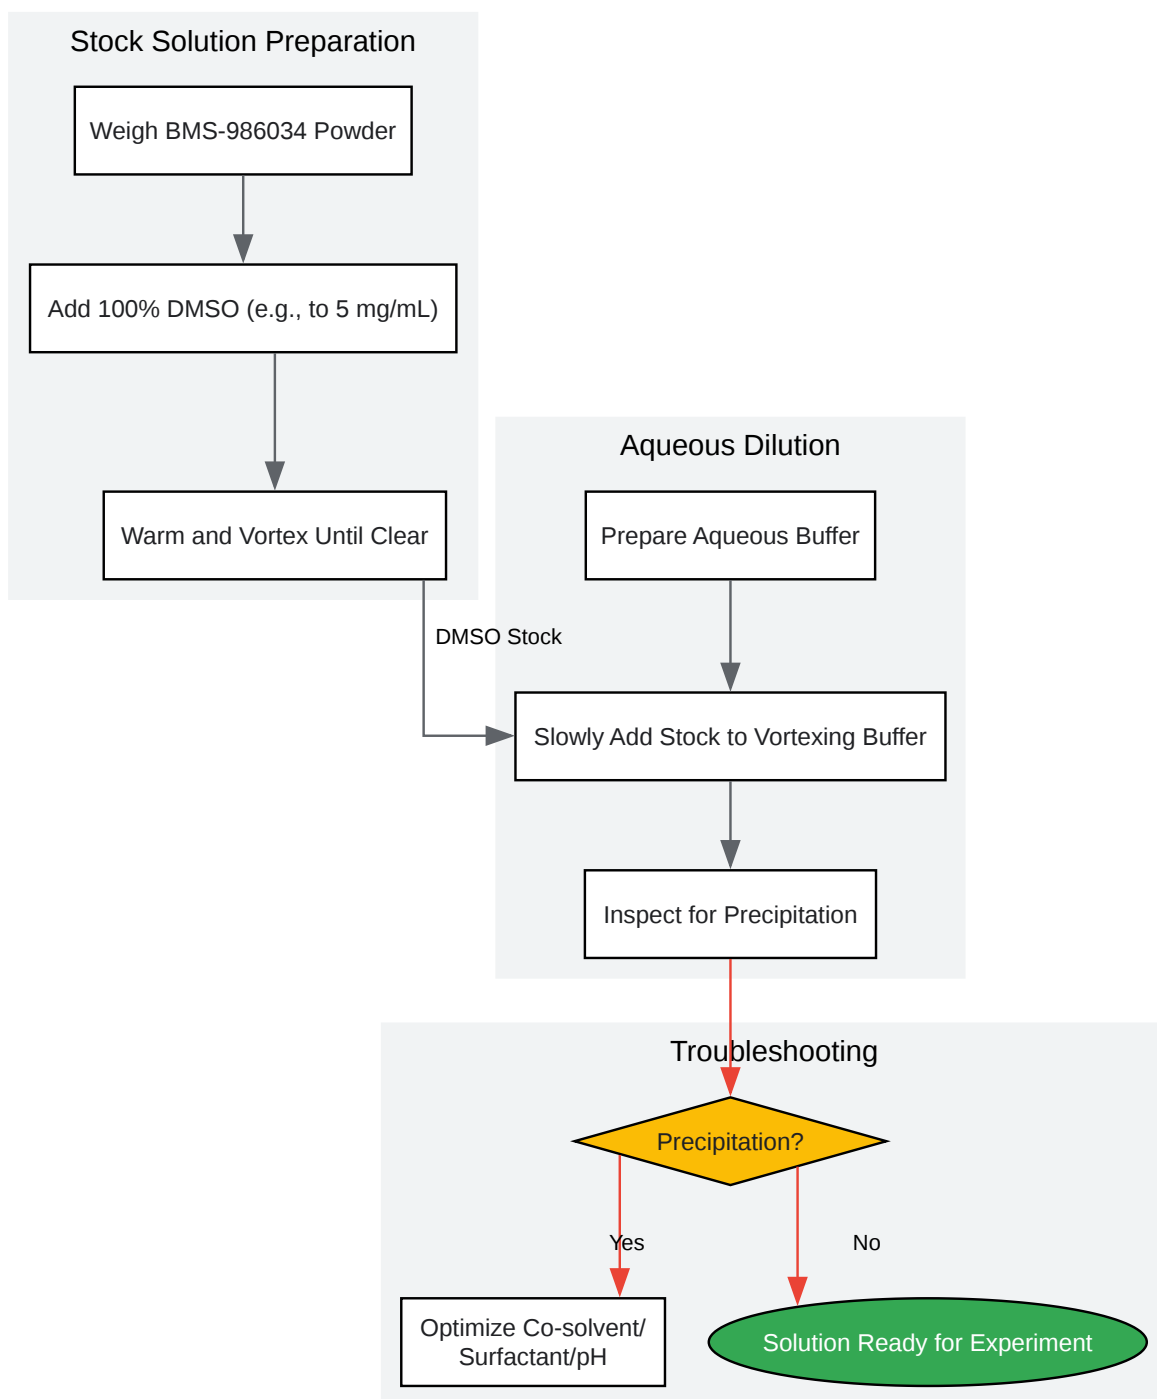 Stock Solution Preparation
Weigh BMS-986034 Powder
Add 100% DMSO (e.g., to 5 mg/mL)
Warm and Vortex Until Clear
DMSO Stock
Aqueous Dilution
Prepare Aqueous Buffer
Slowly Add Stock to Vortexing Buffer
Inspect for Precipitation
Troubleshooting
Precipitation?
Yes
No
Optimize Co-solvent/
Surfactant/pH
Solution Ready for Experiment